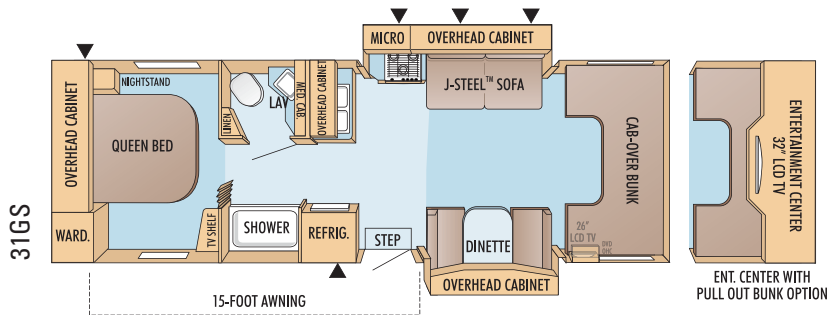 31GS
OVERHEAD CABINET
NIGHTSTAND
QUEEN BED
WARD.
TV SHELF
LINEN
LAV
MED. CAB.
OVERHEAD CABINET
SHOWER
REFRIG.
STEP
MICRO
OVERHEAD CABINET
J-STEEL™ SOFA
DINETTE
OVERHEAD CABINET
CAB-OVER BUNK
26"
LCD TV
DVD
OHC
ENTERTAINMENT CENTER
32" LCD TV
15-FOOT AWNING
ENT. CENTER WITH
PULL OUT BUNK OPTION